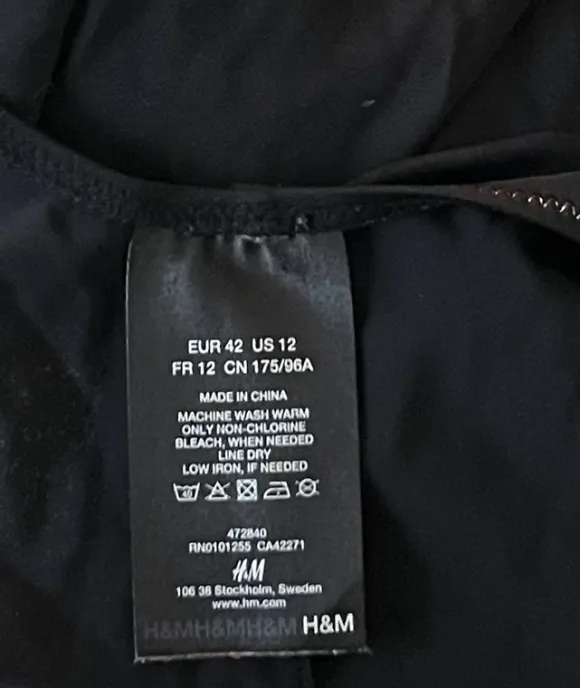 EUR 42 US 12
FR 12 CN 175/96A
MADE IN CHINA
MACHINE WASH WARM
ONLY NON-CHLORINE
BLEACH, WHEN NEEDED
LINE DRY
LOW IRON, IF NEEDED
40
472840
RN0101255 CA42271
H&M
106 38 Stockholm, Sweden
www.hm.com
H&MH&MH&M H&M